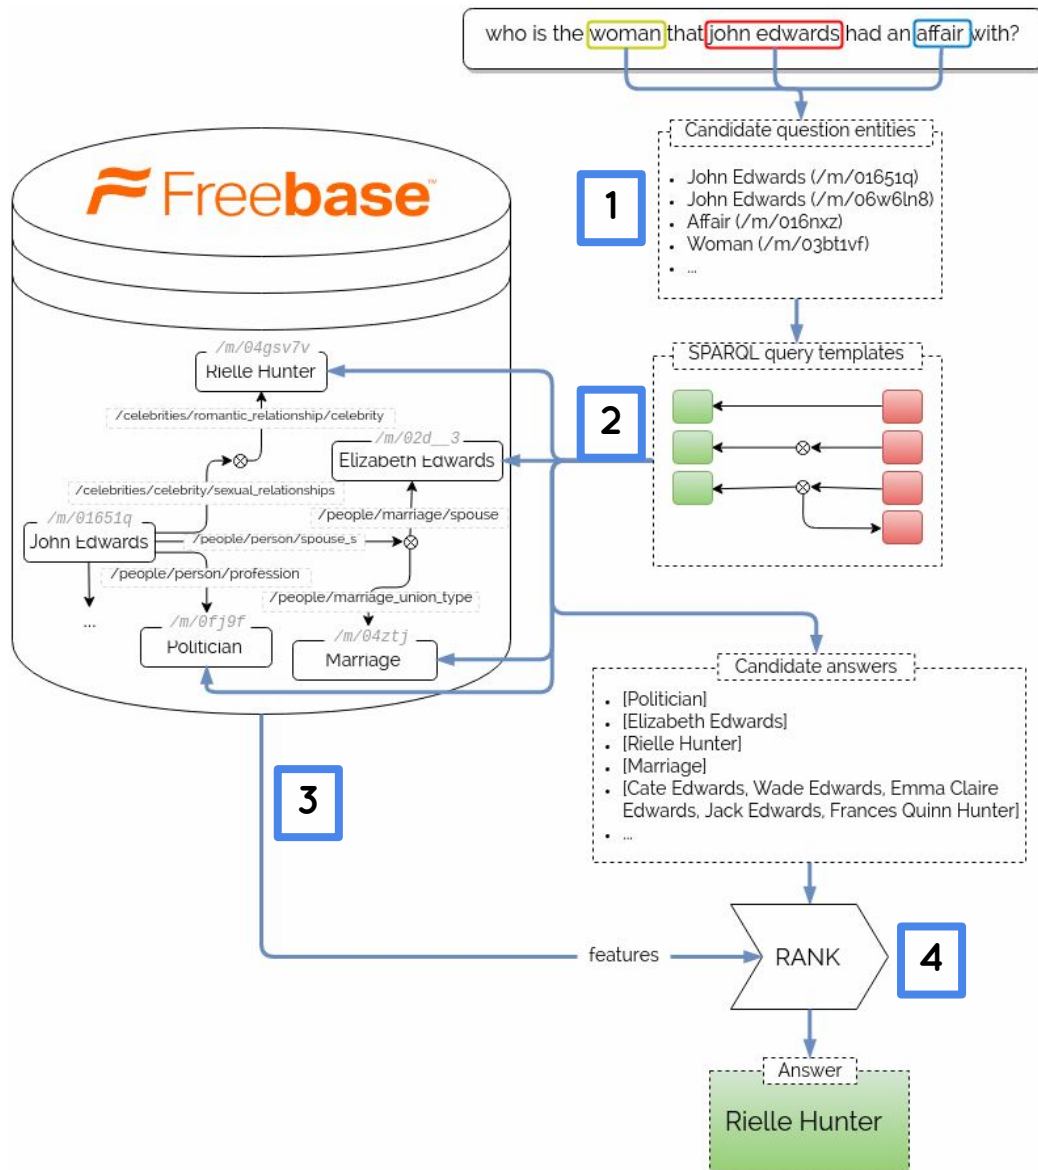 who is the woman that john edwards had an affair with?
Candidate question entities
1
John Edwards (/m/01651q)
John Edwards (/m/06w6ln8)
Affair (/m/016nxz)
Woman (/m/03bt1vf)
...
Freebase™
SPARQL query templates
2
/m/04gsv7v
Rielle Hunter
/celebrities/romantic_relationship/celebrity
/m/02d__3
Elizabeth Edwards
/celebrities/celebrity/sexual_relationships
/people/marriage/spouse
/m/01651q
John Edwards
/people/person/spouse_s
/people/person/profession
/people/marriage_union_type
...
/m/0fj9f
Politician
/m/04ztj
Marriage
Candidate answers
[Politician]
[Elizabeth Edwards]
[Rielle Hunter]
[Marriage]
[Cate Edwards, Wade Edwards, Emma Claire
Edwards, Jack Edwards, Frances Quinn Hunter]
...
3
features
RANK
4
Answer
Rielle Hunter